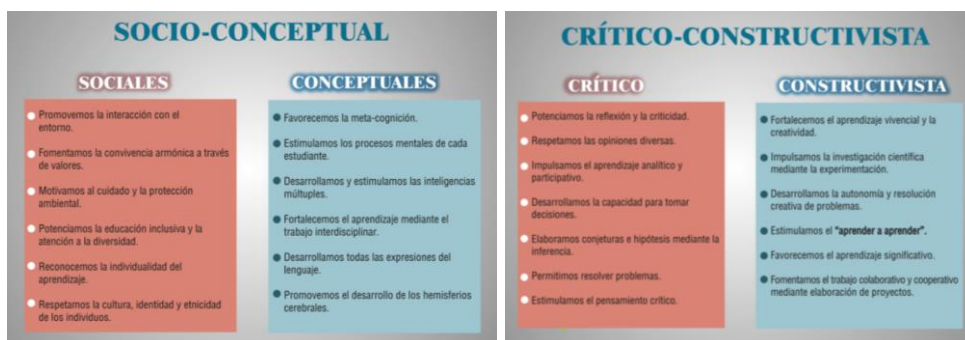 SOCIO-CONCEPTUAL
SOCIALES
Promovemos la interacción con el
entorno.
Fomentamos la convivencia armónica a través
de valores.
Motivamos al cuidado y la protección
ambiental.
Potenciamos la educación inclusiva y la
atención a la diversidad.
Reconocemos la individualidad del
aprendizaje.
Respetamos la cultura, identidad y etnicidad
de los individuos.
CONCEPTUALES
Favorecemos la meta-cognición.
Estimulamos los procesos mentales de cada
estudiante.
Desarrollamos y estimulamos las inteligencias
múltuples.
Fortalecemos el aprendizaje mediante el
trabajo interdisciplinar.
Desarrollamos todas las expresiones del
lenguaje.
Promovemos el desarrollo de los hemisferios
cerebrales.
CRÍTICO-CONSTRUCTIVISTA
CRÍTICO
Potenciamos la reflexión y la criticidad.
Respetamos las opiniones diversas.
Impulsamos el aprendizaje analítico y
participativo.
Desarrollamos la capacidad para tomar
decisiones.
Elaboramos conjeturas e hipótesis mediante la
inferencia.
Permitimos resolver problemas.
Estimulamos el pensamiento crítico.
CONSTRUCTIVISTA
Fortalecemos el aprendizaje vivencial y la
creatividad.
Impulsamos la investigación científica
mediante la experimentación.
Desarrollamos la autonomía y resolución
creativa de problemas.
Estimulamos el "aprender a aprender".
Favorecemos el aprendizaje significativo.
Fomentamos el trabajo colaborativo y cooperativo
mediante elaboración de proyectos.